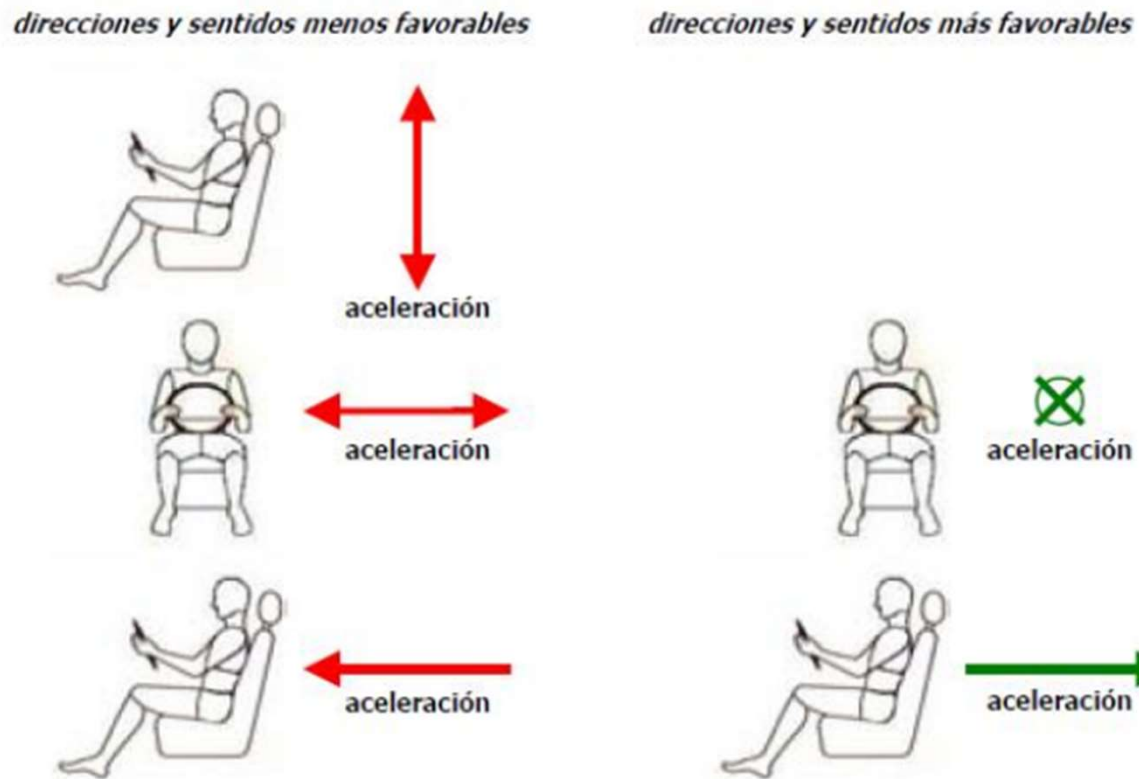 direcciones y sentidos menos favorables
direcciones y sentidos más favorables
aceleración
aceleración
aceleración
aceleración
aceleración